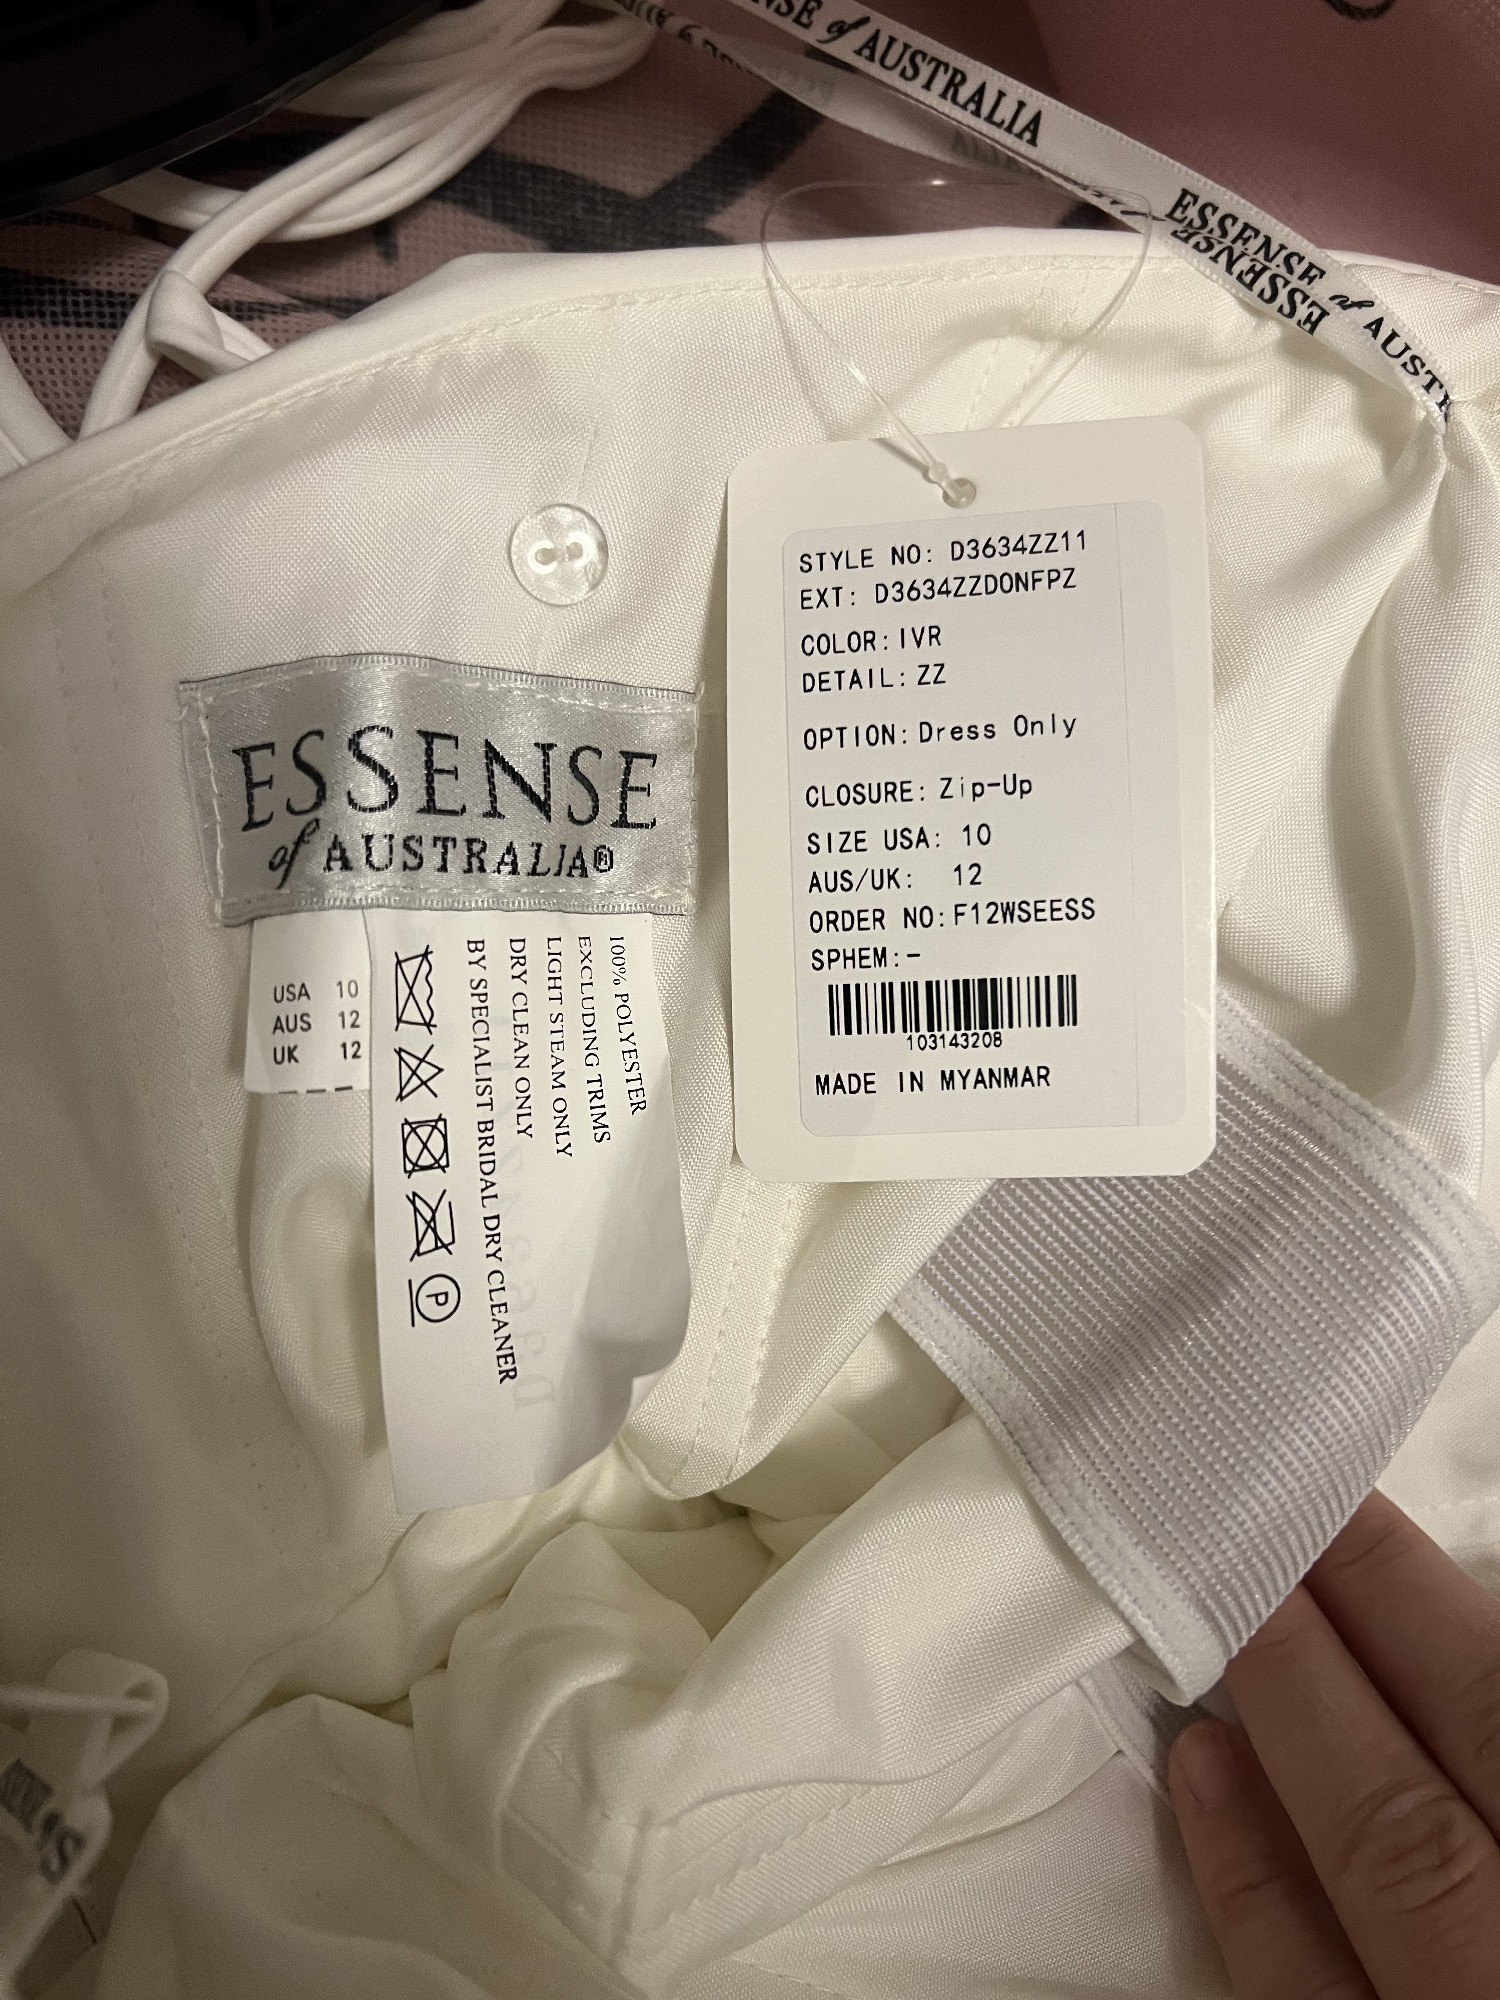 ESSENSE of AUSTRALIA
ESSENSE of AUSTR
ESSENSE
STYLE NO: D3634ZZ11
EXT: D3634ZZDONFPZ
COLOR: IVR
DETAIL: ZZ
OPTION: Dress Only
CLOSURE: Zip-Up
SIZE USA: 10
AUS/UK: 12
ORDER NO: F12WSEESS
SPHEM: -
103143208
MADE IN MYANMAR
ESSENSE
of AUSTRALIA®
USA 10
AUS 12
UK 12
100% POLYESTER
EXCLUDING TRIMS
LIGHT STEAM ONLY
DRY CLEAN ONLY
BY SPECIALIST BRIDAL DRY CLEANER
P